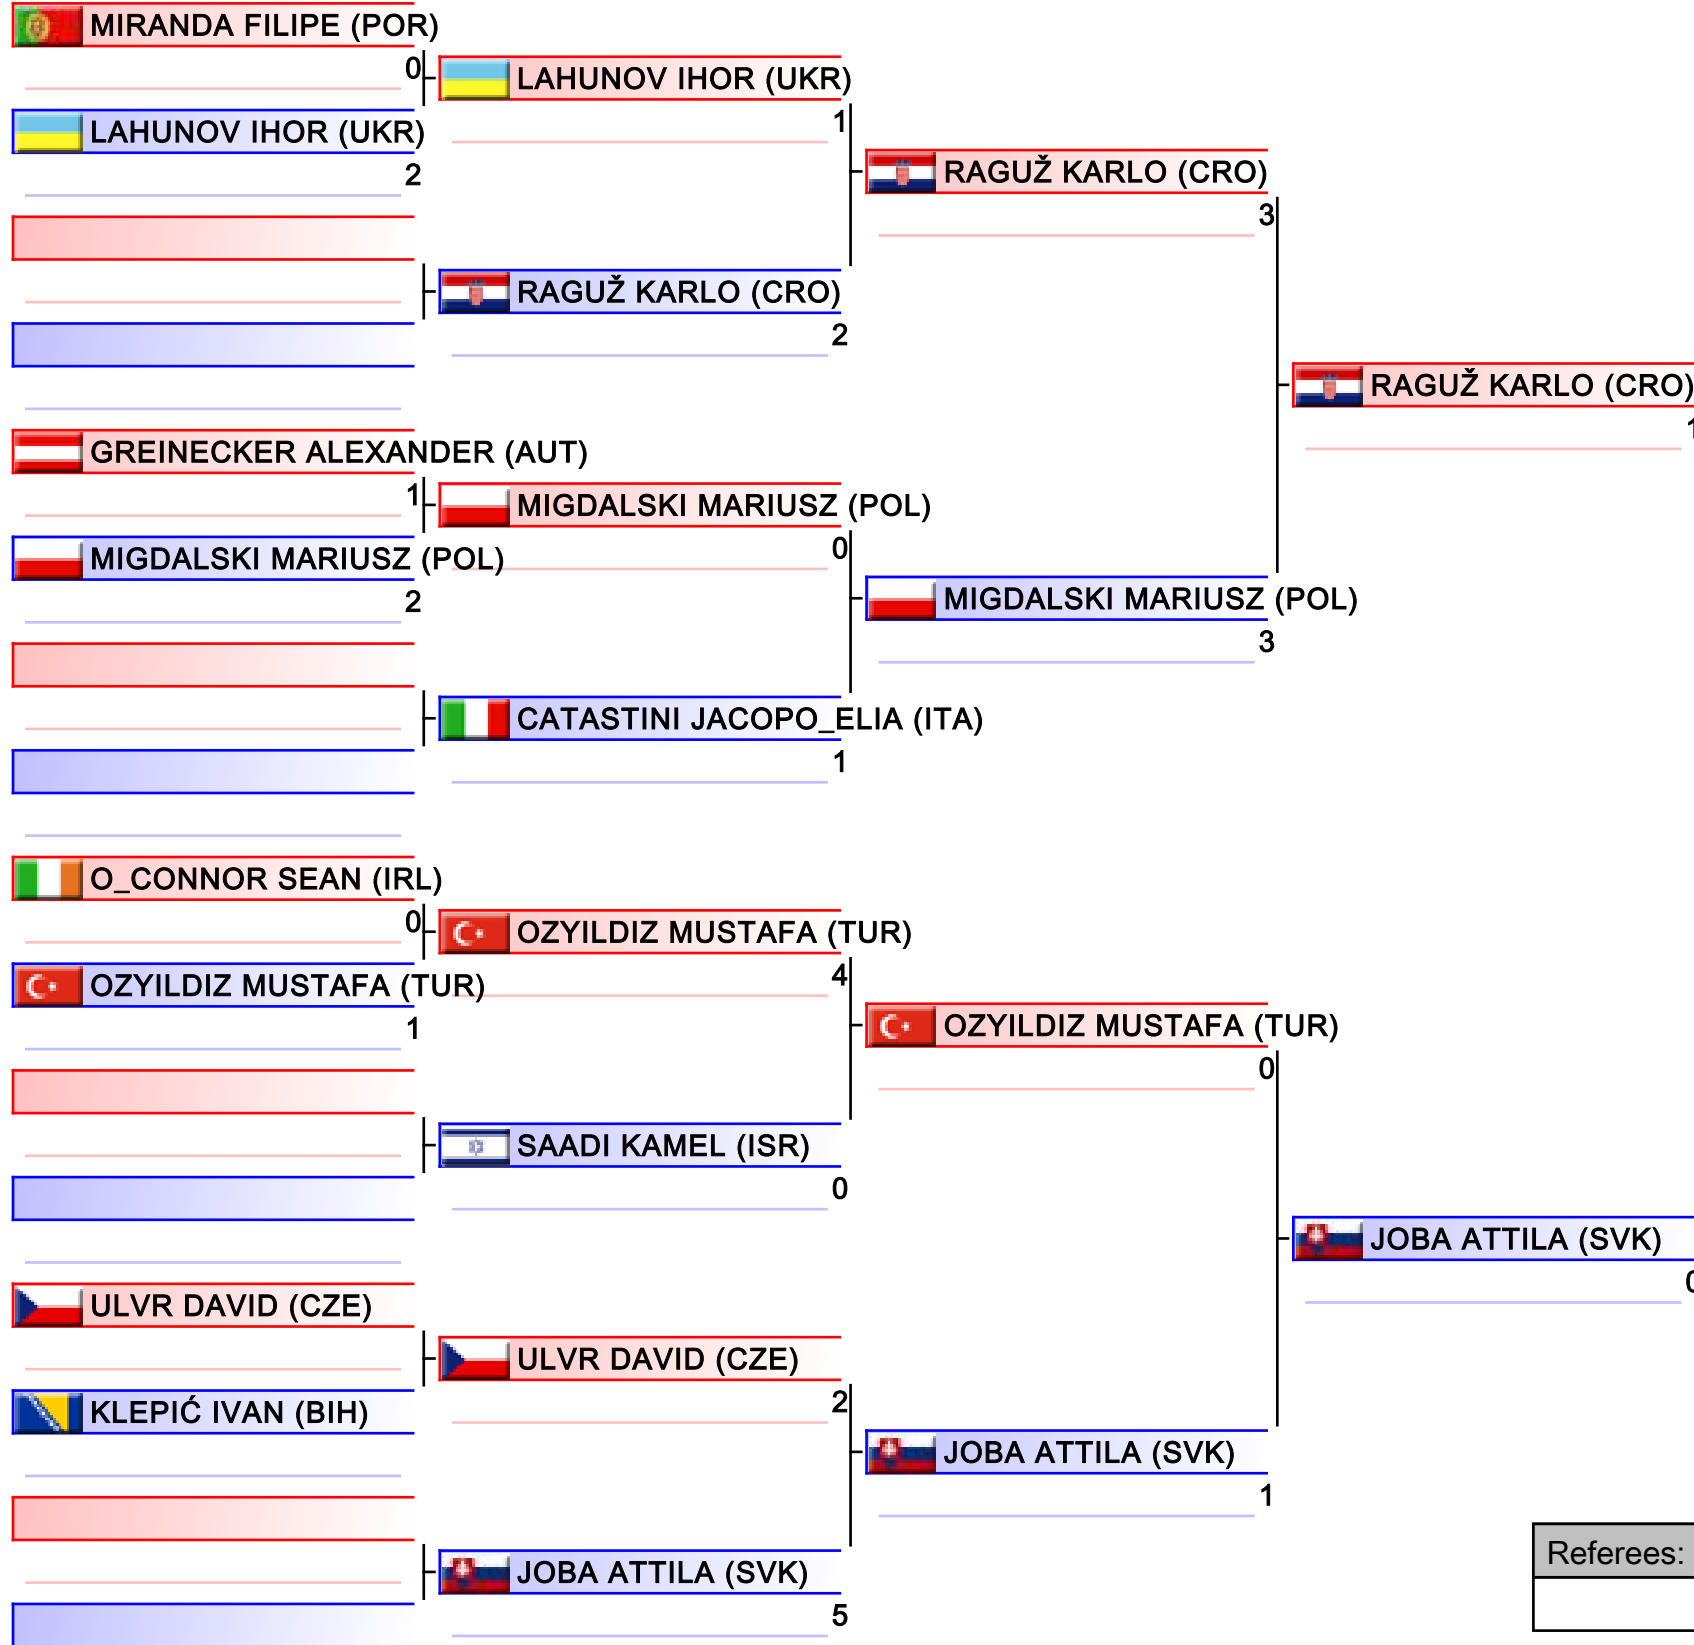 MIRANDA FILIPE (POR)
0
LAHUNOV IHOR (UKR)
2
GREINECKER ALEXANDER (AUT)
1
MIGDALSKI MARIUSZ (POL)
2
O_CONNOR SEAN (IRL)
0
OZYILDIZ MUSTAFA (TUR)
1
ULVR DAVID (CZE)
KLEPIĆ IVAN (BIH)
LAHUNOV IHOR (UKR)
1
RAGUŽ KARLO (CRO)
2
MIGDALSKI MARIUSZ (POL)
0
CATASTINI JACOPO_ELIA (ITA)
1
OZYILDIZ MUSTAFA (TUR)
4
SAADI KAMEL (ISR)
0
ULVR DAVID (CZE)
2
JOBA ATTILA (SVK)
5
RAGUŽ KARLO (CRO)
3
MIGDALSKI MARIUSZ (POL)
3
OZYILDIZ MUSTAFA (TUR)
0
JOBA ATTILA (SVK)
1
RAGUŽ KARLO (CRO)
1
JOBA ATTILA (SVK)
0
Referees: